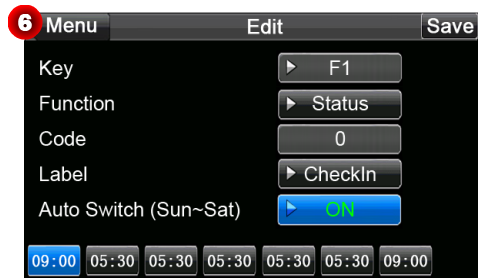 6 Menu Edit Save
Key F1
Function Status
Code 0
Label CheckIn
Auto Switch (Sun~Sat) ON
09:00 05:30 05:30 05:30 05:30 05:30 09:00